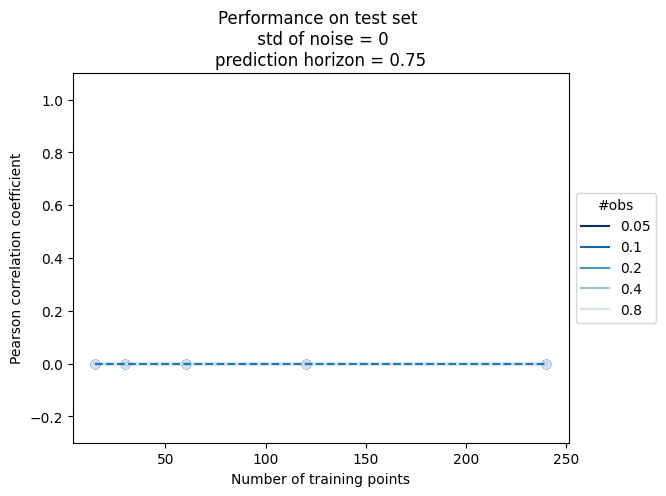 Performance on test set
std of noise = 0
prediction horizon = 0.75
Pearson correlation coefficient
1.0
0.8
0.6
0.4
0.2
0.0
−0.2
50
100
150
200
250
Number of training points
#obs
0.05
0.1
0.2
0.4
0.8